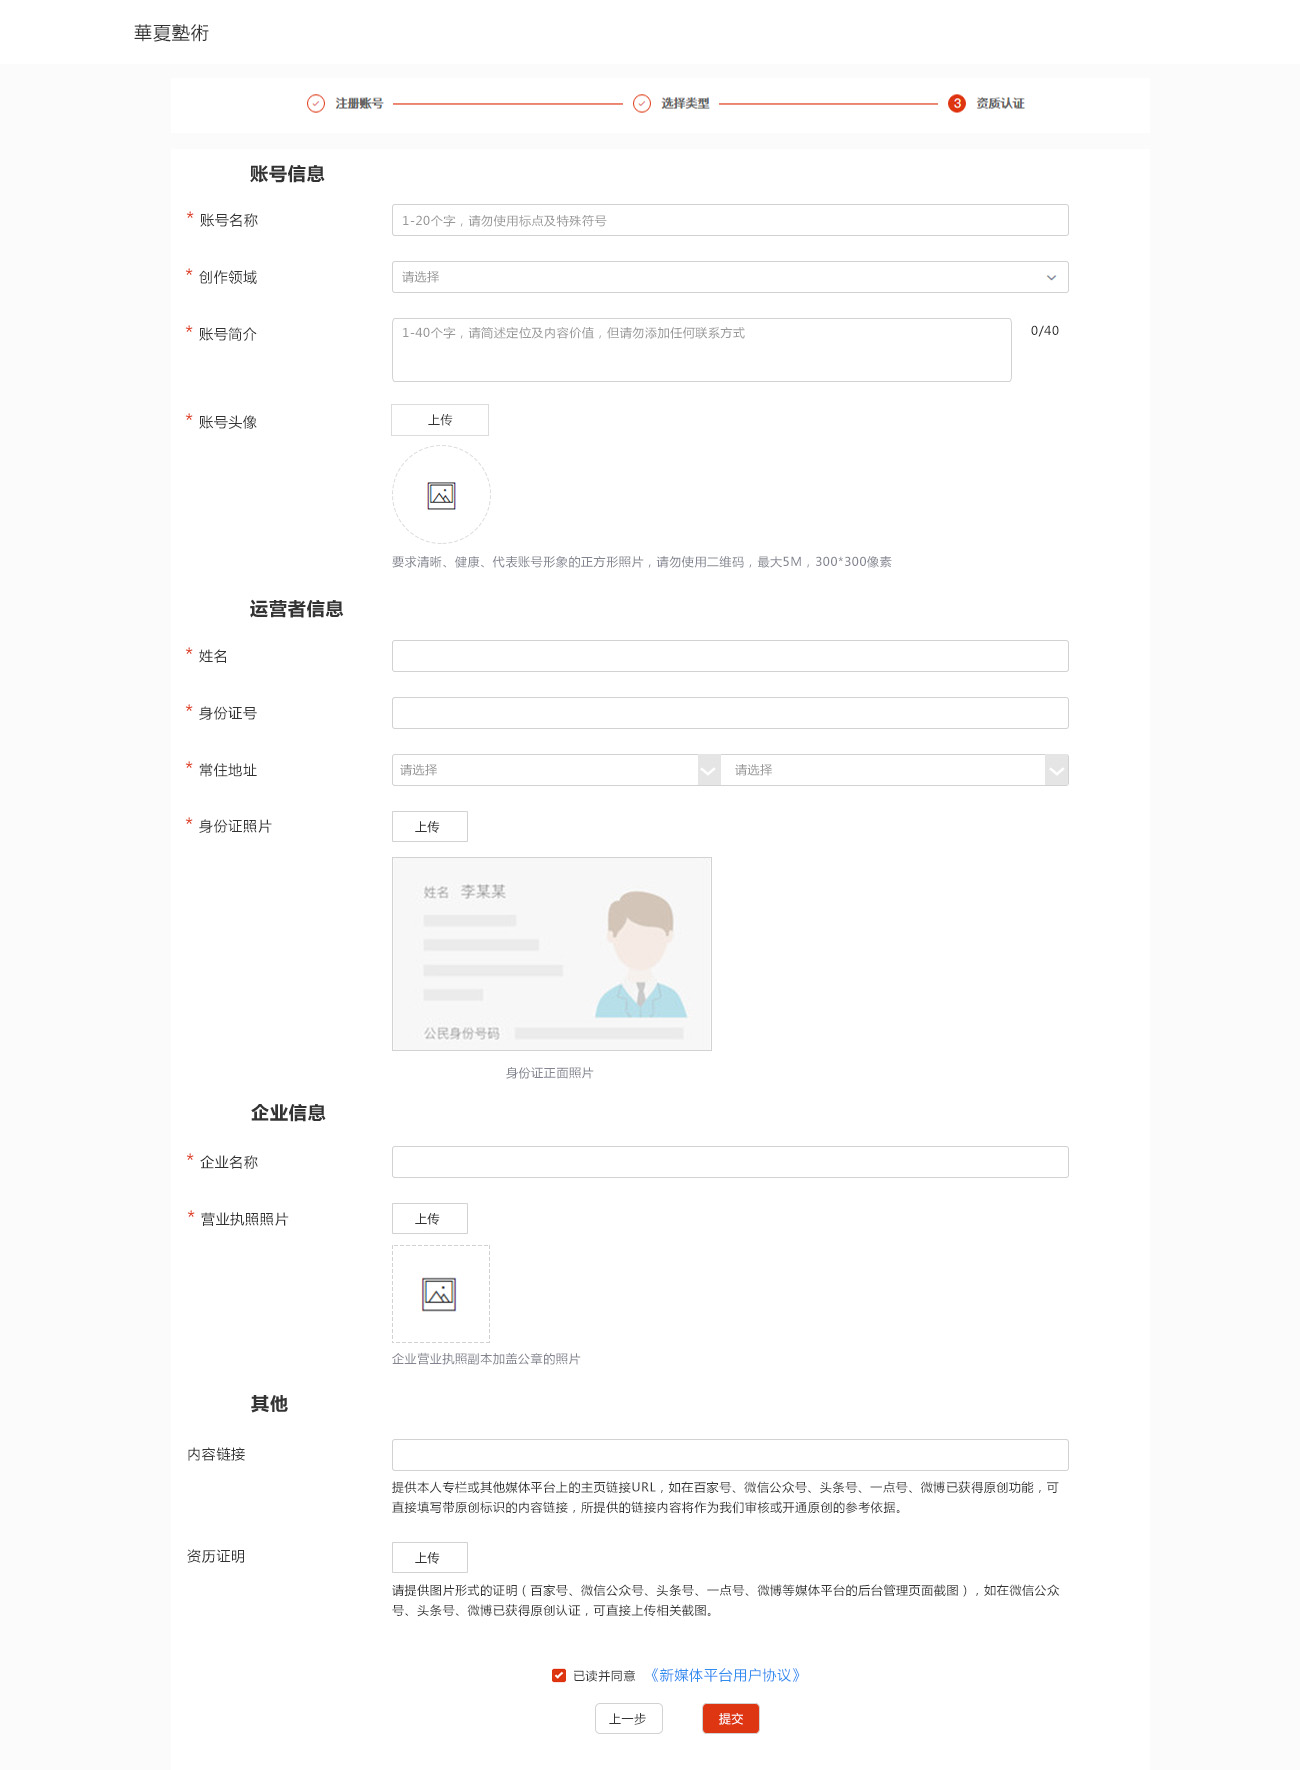 華夏塾術
注册账号
选择类型
3 资质认证
账号信息
* 账号名称
1-20个字，请勿使用标点及特殊符号
* 创作领域
请选择
* 账号简介
1-40个字，请简述定位及内容价值，但请勿添加任何联系方式
0/40
* 账号头像
上传
要求清晰、健康、代表账号形象的正方形照片，请勿使用二维码，最大5M，300*300像素
运营者信息
* 姓名
* 身份证号
* 常住地址
请选择
请选择
* 身份证照片
上传
姓名 李某某
公民身份号码
身份证正面照片
企业信息
* 企业名称
* 营业执照照片
上传
企业营业执照副本加盖公章的照片
其他
内容链接
提供本人专栏或其他媒体平台上的主页链接URL，如在百家号、微信公众号、头条号、一点号、微博已获得原创功能，可
直接填写带原创标识的内容链接，所提供的链接内容将作为我们审核或开通原创的参考依据。
资历证明
上传
请提供图片形式的证明（百家号、微信公众号、头条号、一点号、微博等媒体平台的后台管理页面截图），如在微信公众
号、头条号、微博已获得原创认证，可直接上传相关截图。
已读并同意 《新媒体平台用户协议》
上一步
提交